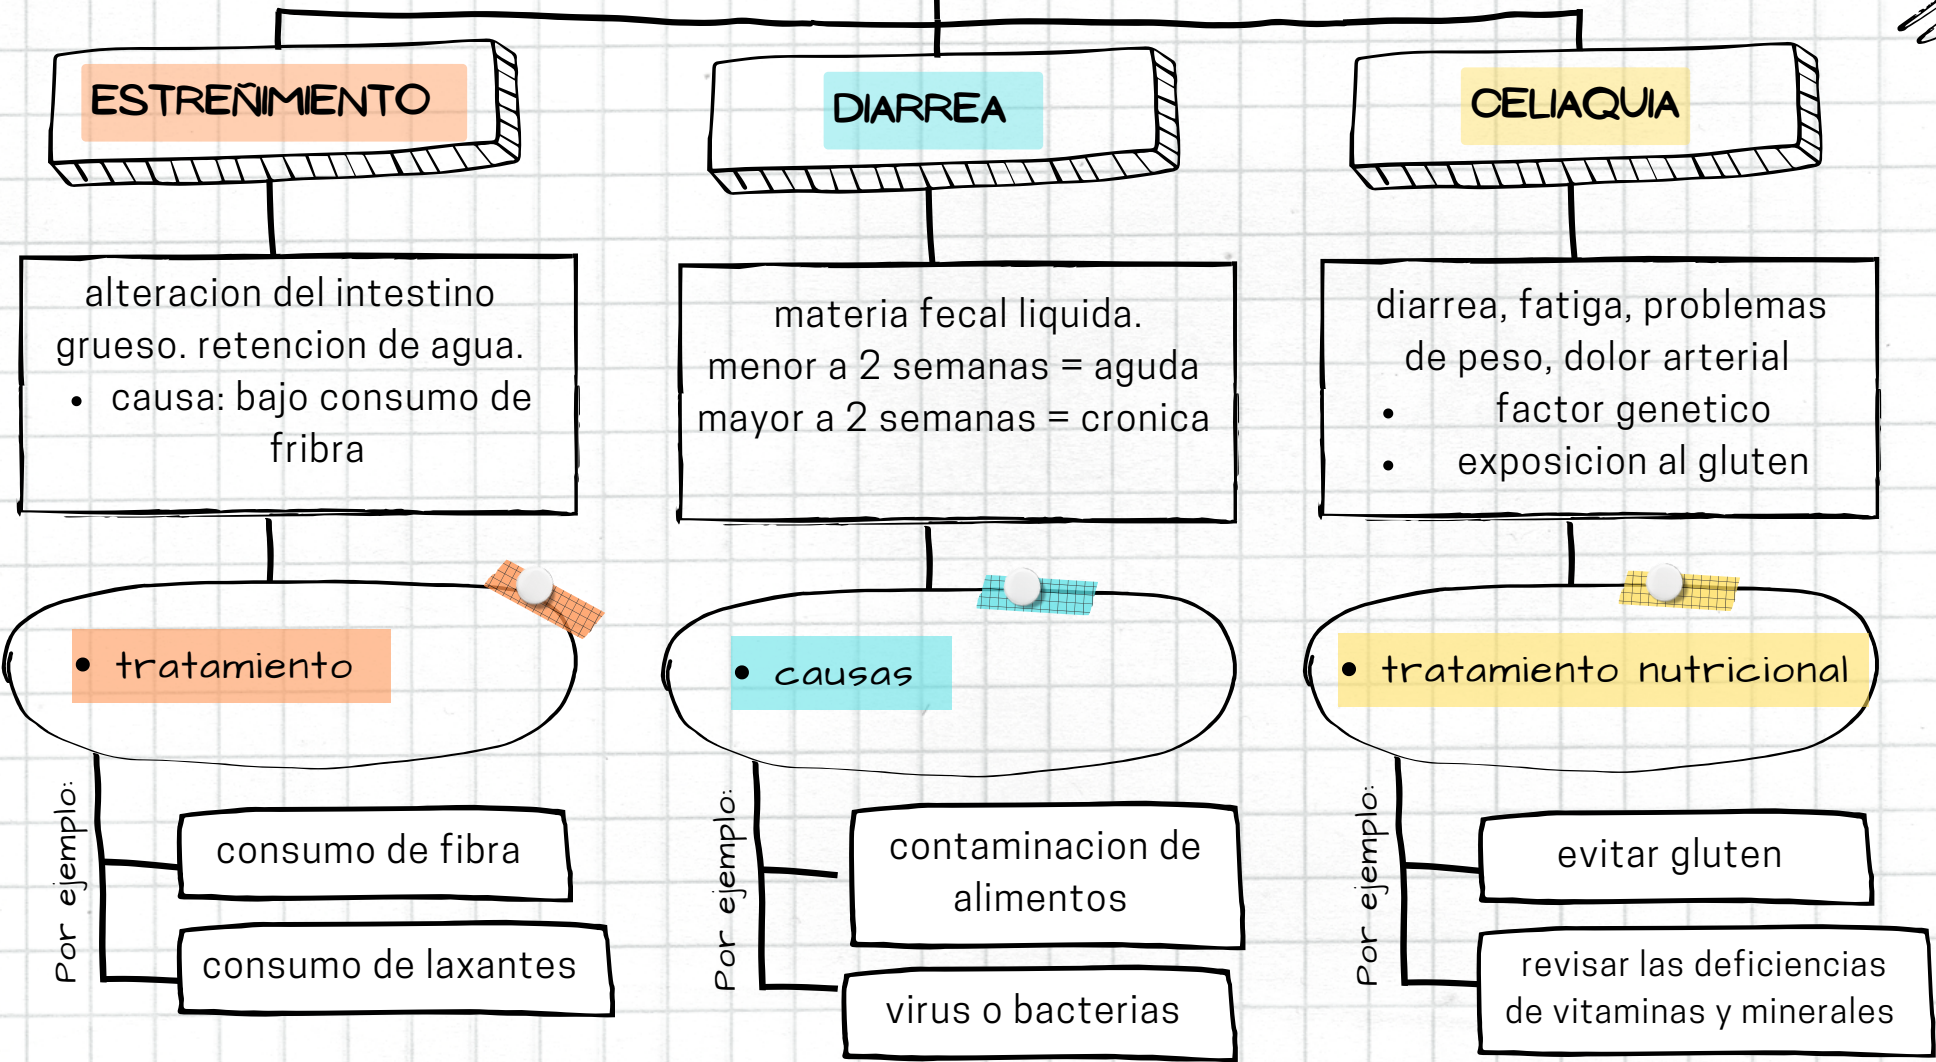 ESTREÑIMIENTO
alteracion del intestino
grueso. retencion de agua.
• causa: bajo consumo de
fribra
• tratamiento
Por ejemplo:
consumo de fibra
consumo de laxantes
DIARREA
materia fecal liquida.
menor a 2 semanas = aguda
mayor a 2 semanas = cronica
• causas
Por ejemplo:
contaminacion de
alimentos
virus o bacterias
CELIAQUIA
diarrea, fatiga, problemas
de peso, dolor arterial
• factor genetico
• exposicion al gluten
• tratamiento nutricional
Por ejemplo:
evitar gluten
revisar las deficiencias
de vitaminas y minerales